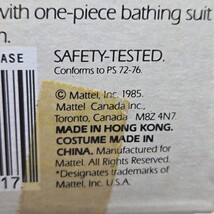 with one-piece bathing suit
n.
ASE
SAFETY-TESTED.
Conforms to PS 72-76.
© Mattel, Inc. 1985.
Mattel Canada Inc.,
Toronto, Canada M8Z 4N7
MADE IN HONG KONG.
COSTUME MADE IN
CHINA. Manufactured for
Mattel. All Rights Reserved.
*Designates trademarks of
Mattel, Inc. U.S.A.
17